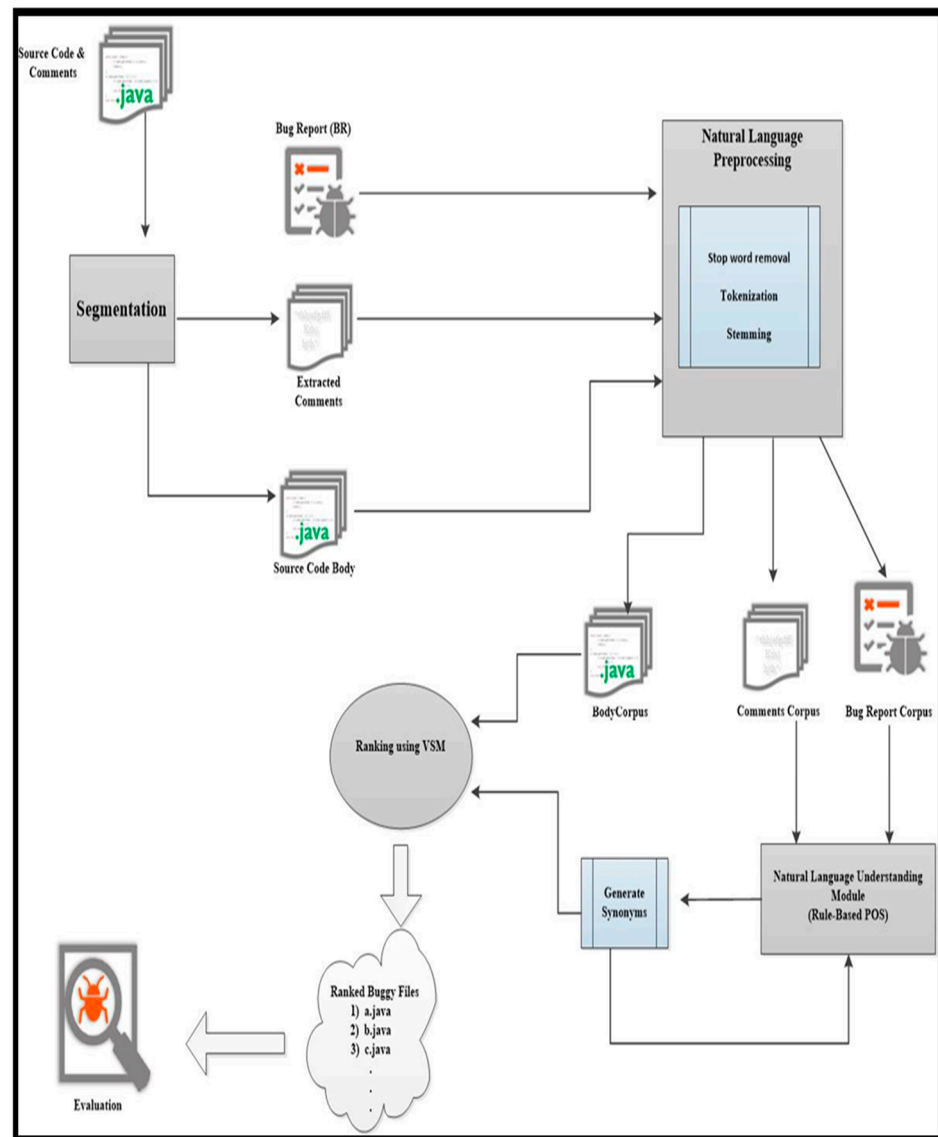 Source Code &
Comments
.java
Bug Report (BR)
Natural Language
Preprocessing
Stop word removal
Tokenization
Stemming
Segmentation
Extracted
Comments
.java
Source Code Body
.java
BodyCorpus
Comments Corpus
Bug Report Corpus
Ranking using VSM
Generate
Synonyms
Natural Language Understanding
Module
(Rule-Based POS)
Ranked Buggy Files
1) a.java
2) b.java
3) c.java
.
.
.
Evaluation